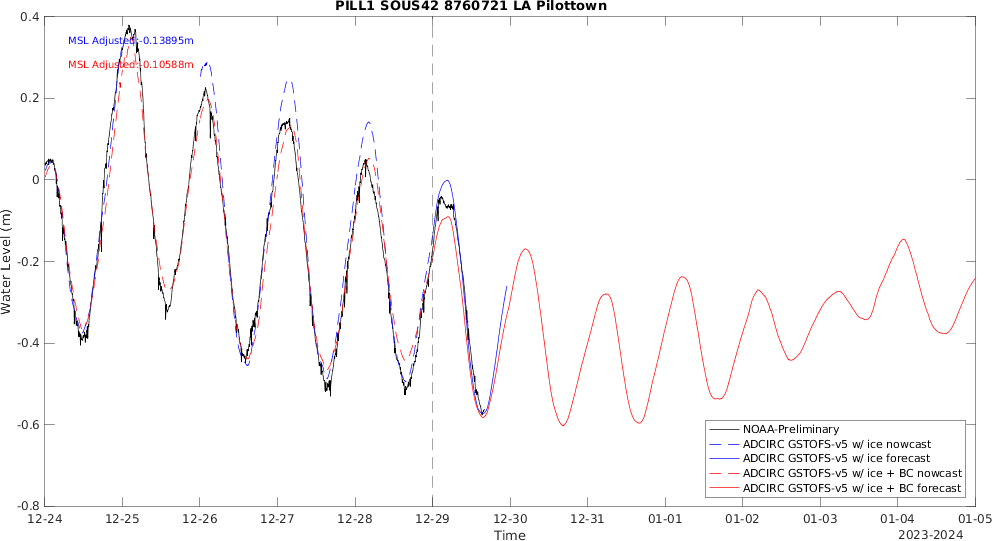 PILL1 SOUS42 8760721 LA Pilottown
MSL Adjusted:-0.13895m
MSL Adjusted:-0.10588m
0.4
0.2
0
-0.2
-0.4
-0.6
-0.8
Water Level (m)
NOAA-Preliminary
ADCIRC GSTOFS-v5 w/ ice nowcast
ADCIRC GSTOFS-v5 w/ ice forecast
ADCIRC GSTOFS-v5 w/ ice + BC nowcast
ADCIRC GSTOFS-v5 w/ ice + BC forecast
12-24 12-25 12-26 12-27 12-28 12-29 12-30 12-31 01-01 01-02 01-03 01-04 01-05
Time
2023-2024